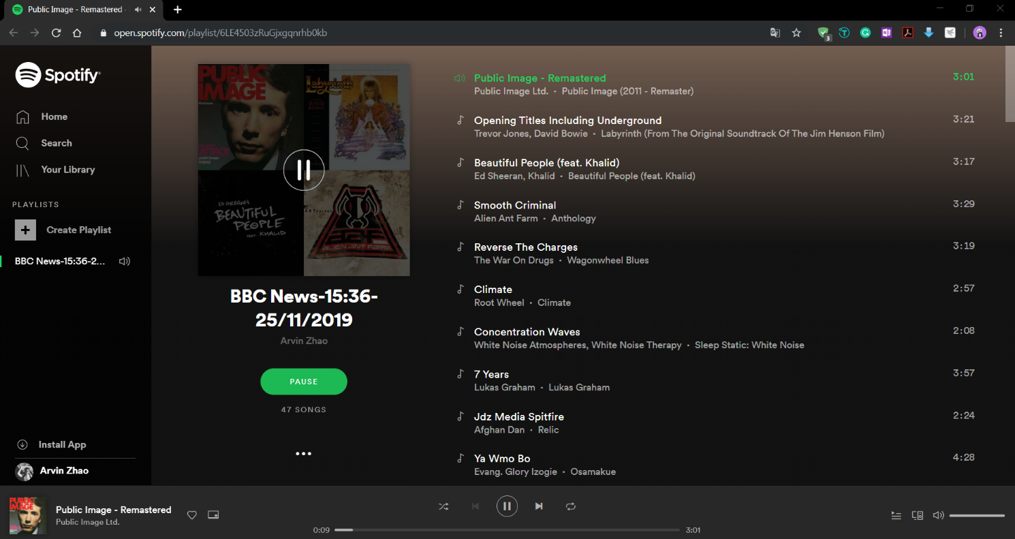 Public Image - Remastered
open.spotify.com/playlist/6LE4503zRuGjxgqnrhb0kb
3
Spotify
Home
Search
Your Library
PLAYLISTS
Create Playlist
BBC News-15:36-2...
Install App
Arvin Zhao
PUBLIC
IMAGE
Labyrinth
ED SHEERAN
BEAUTIFUL
PEOPLE
FEAT. KHALID
BBC News-15:36-
25/11/2019
Arvin Zhao
PAUSE
47 SONGS
Public Image - Remastered 3:01
Public Image Ltd. • Public Image (2011 - Remaster)
Opening Titles Including Underground 3:21
Trevor Jones, David Bowie • Labyrinth (From The Original Soundtrack Of The Jim Henson Film)
Beautiful People (feat. Khalid) 3:17
Ed Sheeran, Khalid • Beautiful People (feat. Khalid)
Smooth Criminal 3:29
Alien Ant Farm • Anthology
Reverse The Charges 3:19
The War On Drugs • Wagonwheel Blues
Climate 2:57
Root Wheel • Climate
Concentration Waves 2:08
White Noise Atmospheres, White Noise Therapy • Sleep Static: White Noise
7 Years 3:57
Lukas Graham • Lukas Graham
Jdz Media Spitfire 2:24
Afghan Dan • Relic
Ya Wmo Bo 4:28
Evang. Glory Izogie • Osamakue
PUBLIC
IMAGE
Public Image - Remastered
Public Image Ltd.
0:09
3:01